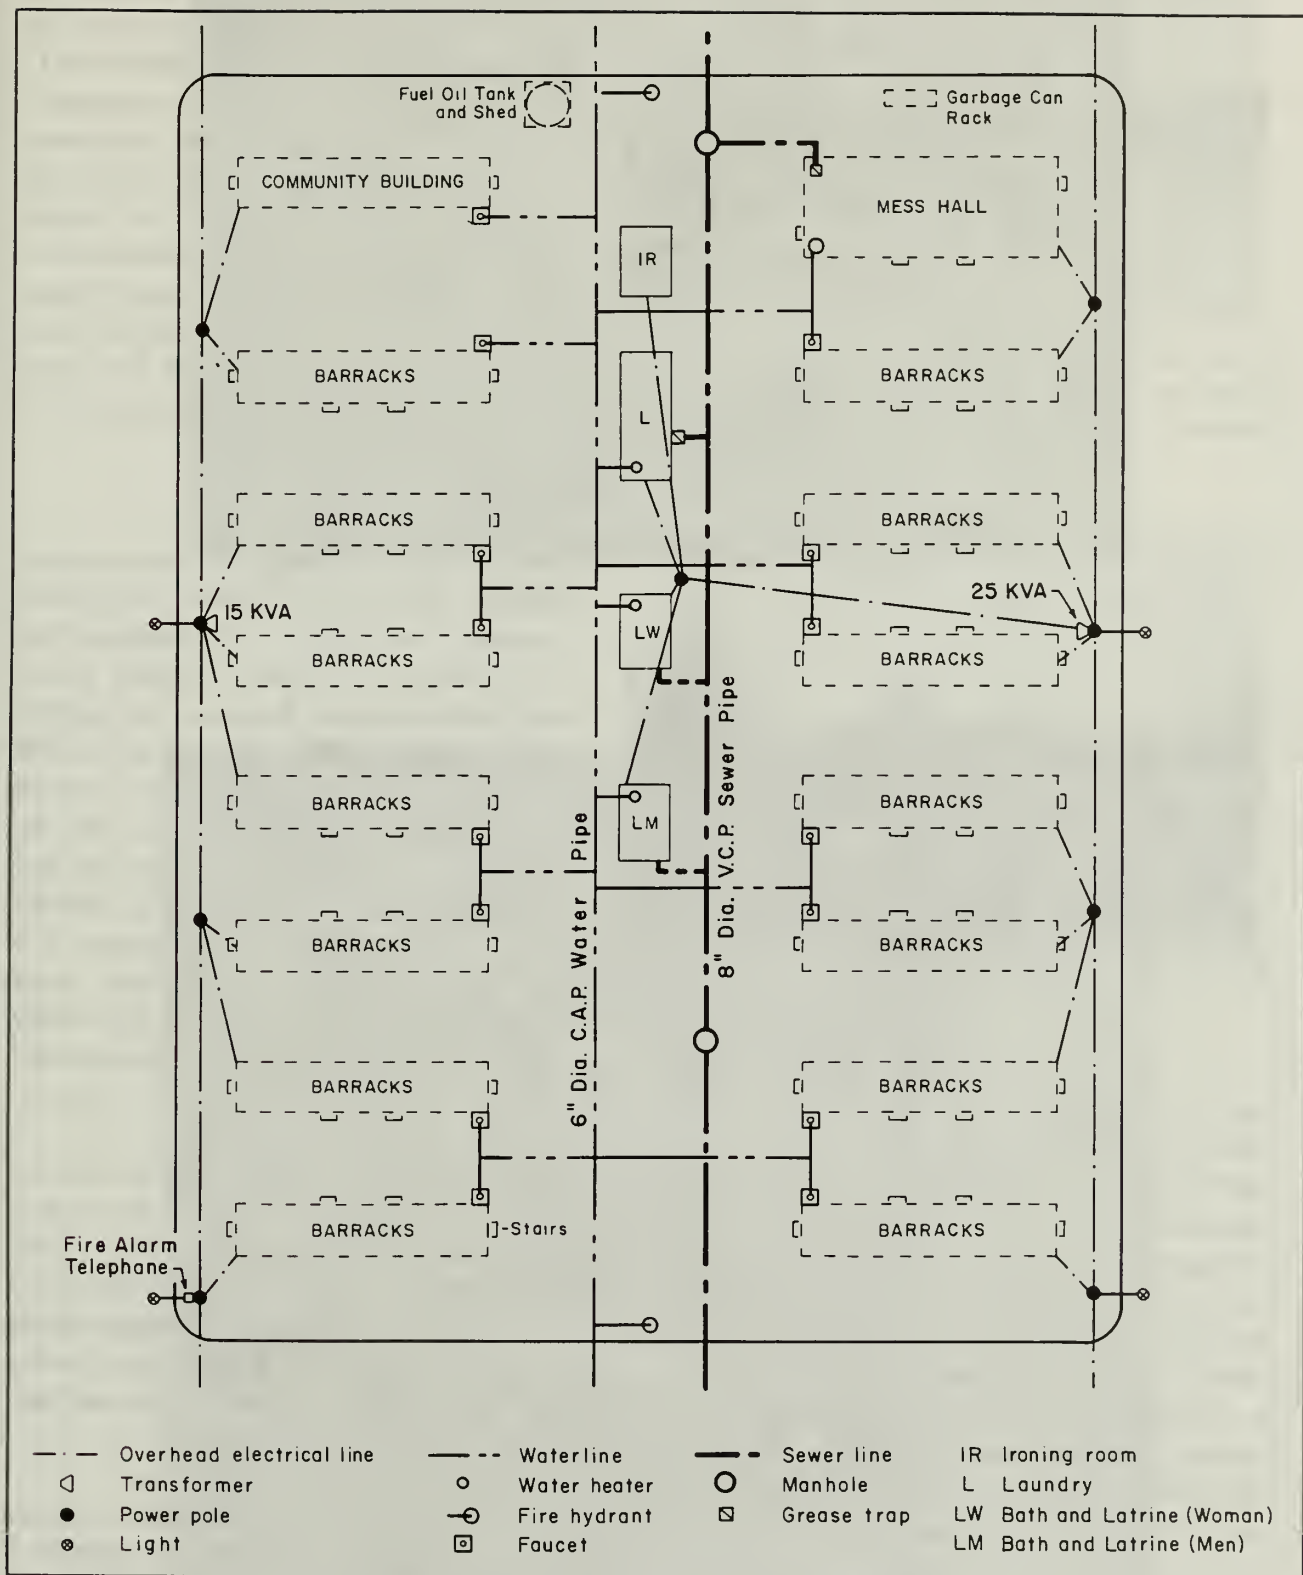 Fuel Oil Tank
and Shed
Garbage Can
Rack
COMMUNITY BUILDING
MESS HALL
IR
BARRACKS
L
BARRACKS
BARRACKS
BARRACKS
15 KVA
25 KVA
LW
BARRACKS
BARRACKS
BARRACKS
LM
BARRACKS
6" Dia. C.A.P. Water Pipe
8" Dia. V.C.P. Sewer Pipe
BARRACKS
BARRACKS
BARRACKS
BARRACKS
BARRACKS
-Stairs
BARRACKS
Fire Alarm
Telephane
Overhead electrical line
Transformer
Power pole
Light
Waterline
Water heater
Fire hydrant
Faucet
Sewer line
Manhole
Grease trap
IR Ironing room
L Laundry
LW Bath and Latrine (Woman)
LM Bath and Latrine (Men)